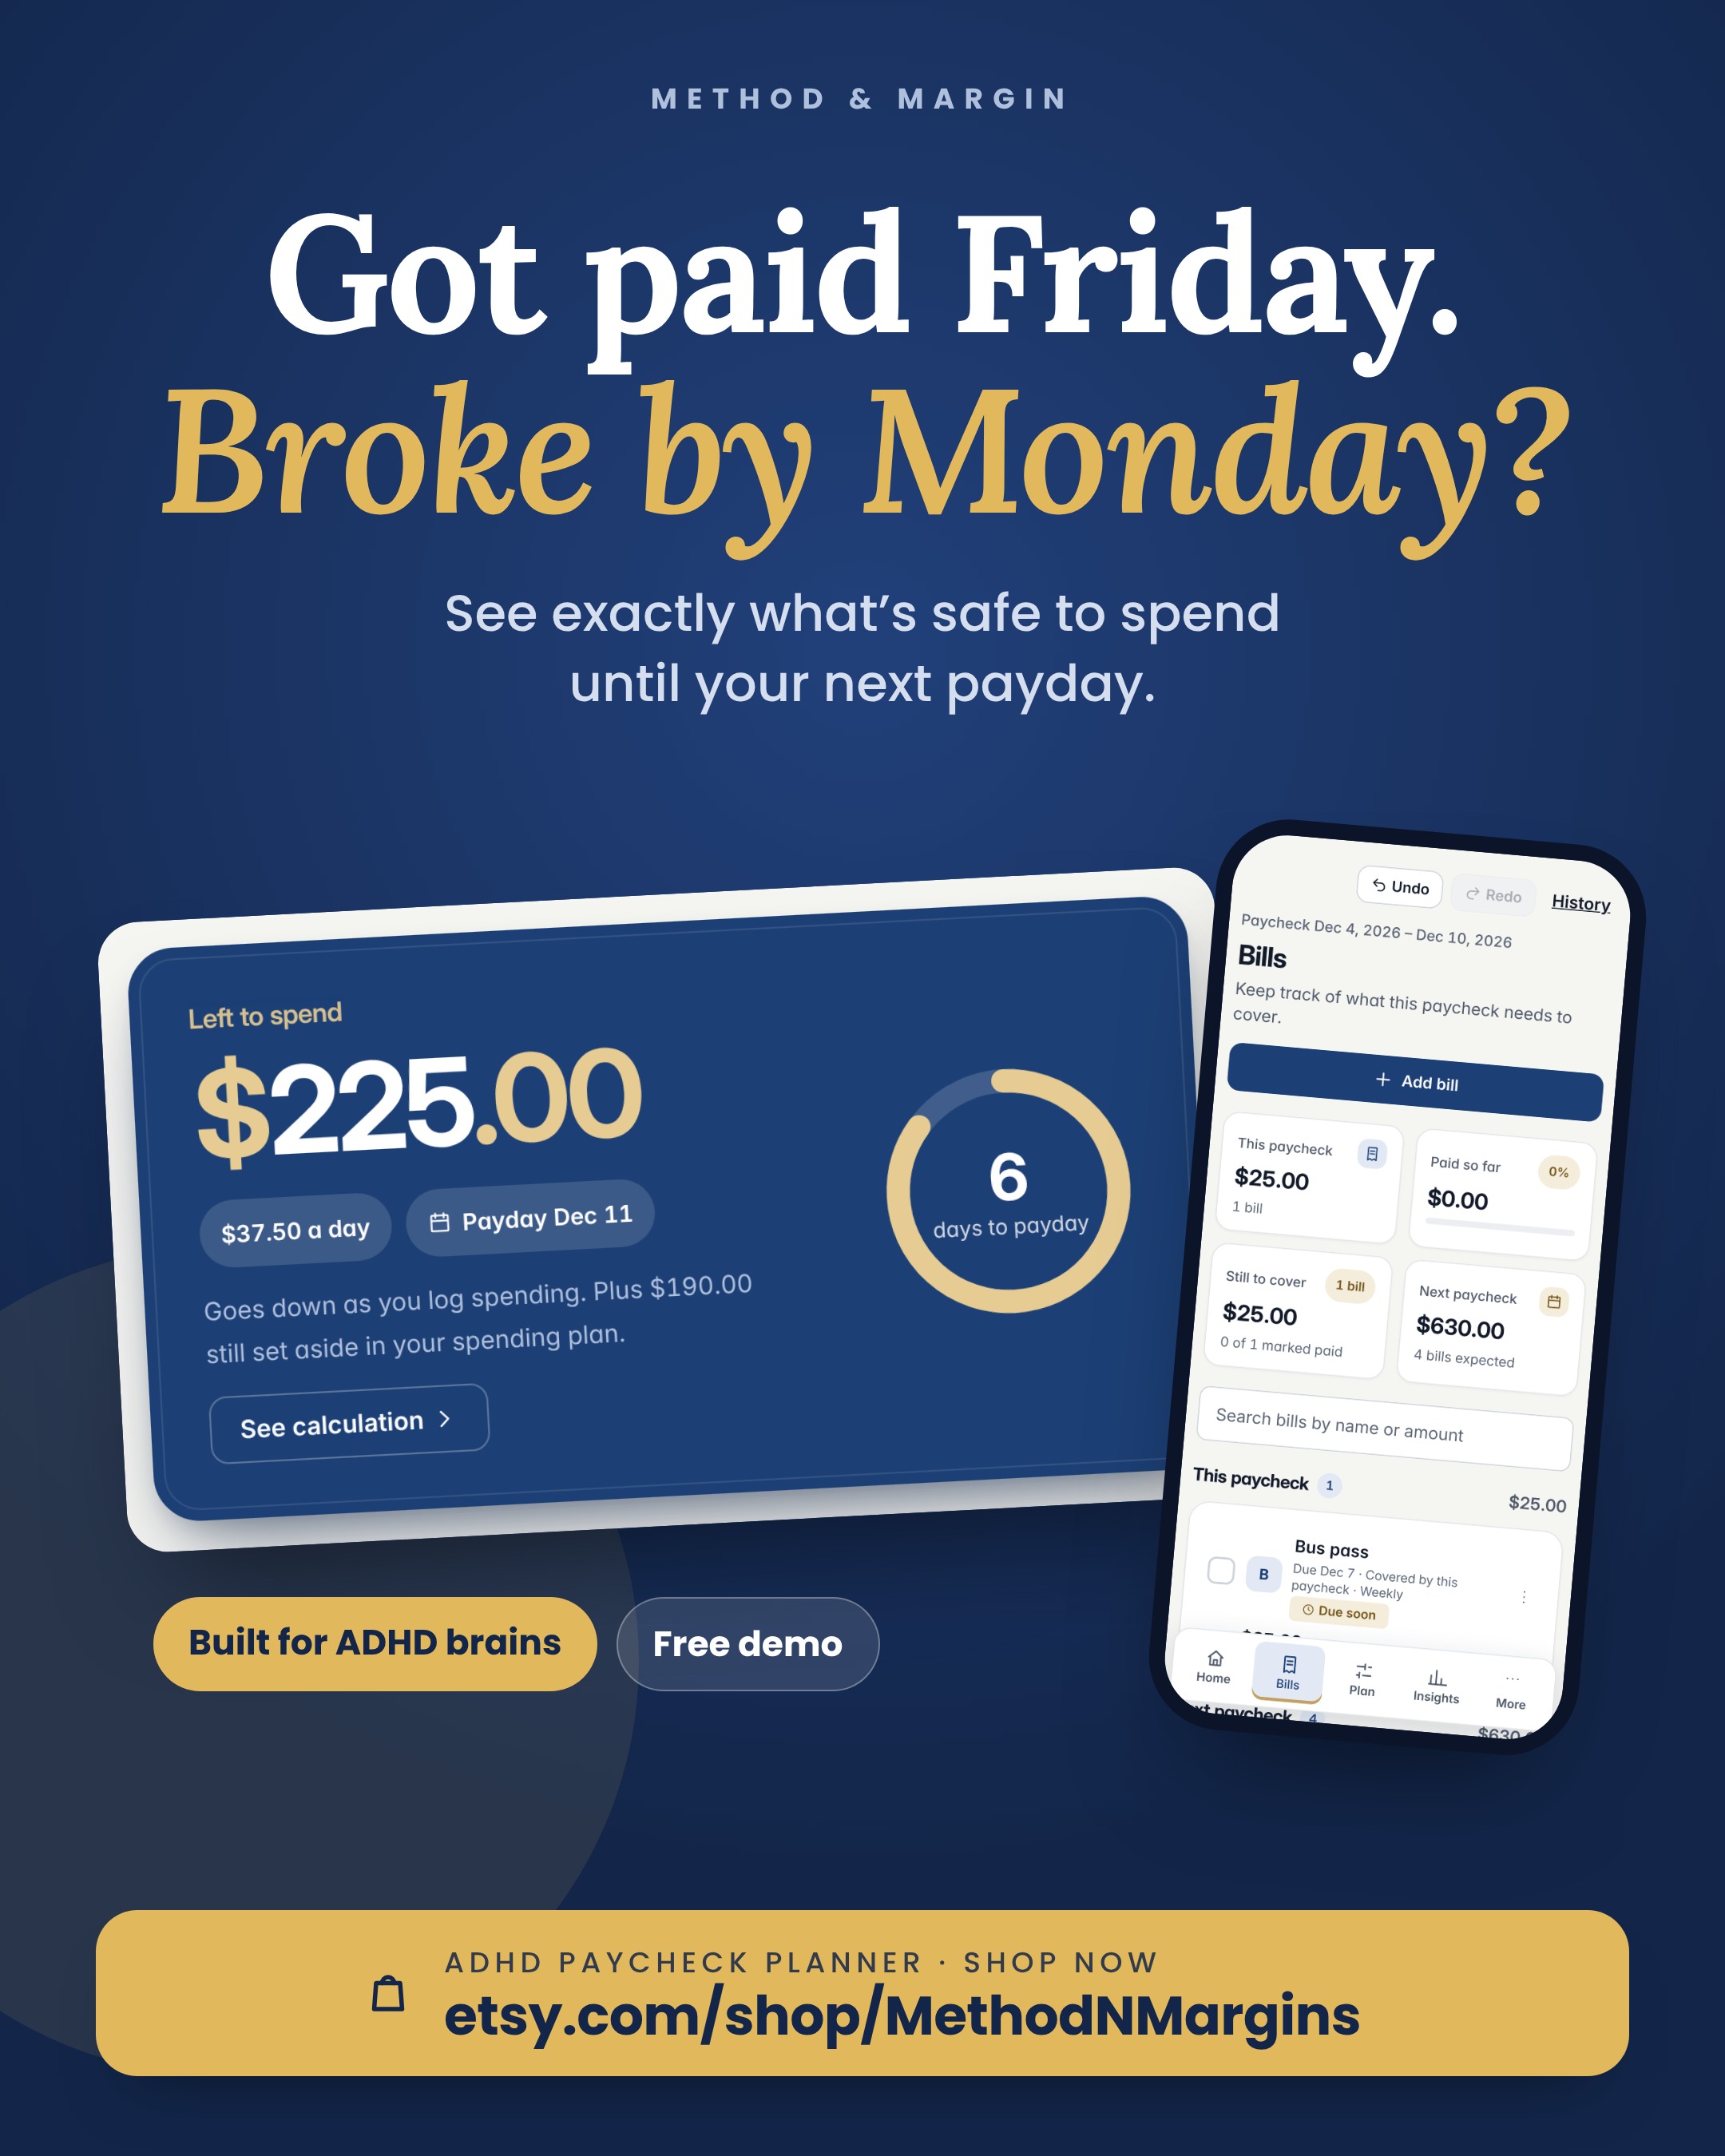 METHOD & MARGIN
Got paid Friday.
Broke by Monday?
See exactly what’s safe to spend
until your next payday.
Left to spend
$225.00
$37.50 a day
Payday Dec 11
Goes down as you log spending. Plus $190.00
still set aside in your spending plan.
See calculation
6
days to payday
Undo
Redo
History
Paycheck Dec 4, 2026 – Dec 10, 2026
Bills
Keep track of what this paycheck needs to
cover.
Add bill
This paycheck
$25.00
1 bill
Paid so far
0%
$0.00
Still to cover
1 bill
$25.00
0 of 1 marked paid
Next paycheck
$630.00
4 bills expected
Search bills by name or amount
This paycheck 1
$25.00
B
Bus pass
Due Dec 7 · Covered by this
paycheck · Weekly
Due soon
Home
Bills
Plan
Insights
More
paycheck 4
Built for ADHD brains
Free demo
ADHD PAYCHECK PLANNER · SHOP NOW
etsy.com/shop/MethodNMargins